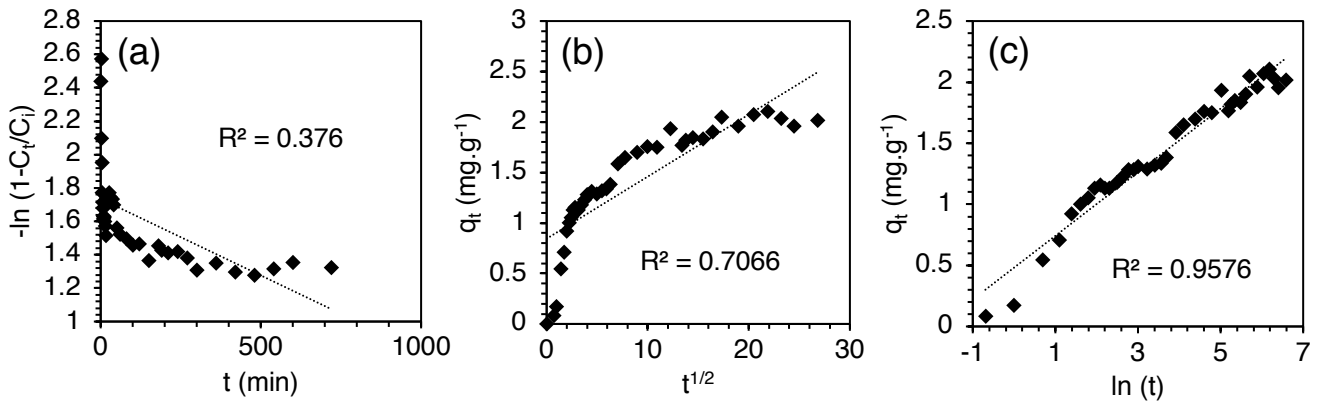 (a)
-ln (1-Cₜ/Cᵢ)
2.8
2.6
2.4
2.2
2
1.8
1.6
1.4
1.2
1
R² = 0.376
0
500
1000
t (min)
(b)
qₜ (mg.g⁻¹)
3
2.5
2
1.5
1
0.5
0
R² = 0.7066
0
10
20
30
t¹ᐟ²
(c)
qₜ (mg.g⁻¹)
2.5
2
1.5
1
0.5
0
R² = 0.9576
-1
1
3
5
7
ln (t)